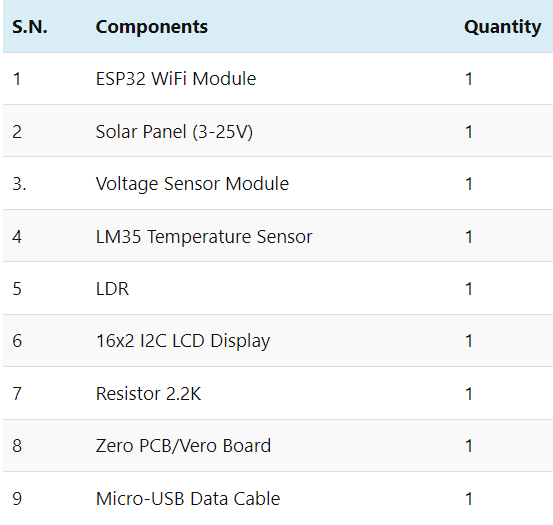 S.N. Components Quantity
1 ESP32 WiFi Module 1
2 Solar Panel (3-25V) 1
3. Voltage Sensor Module 1
4 LM35 Temperature Sensor 1
5 LDR 1
6 16x2 I2C LCD Display 1
7 Resistor 2.2K 1
8 Zero PCB/Vero Board 1
9 Micro-USB Data Cable 1